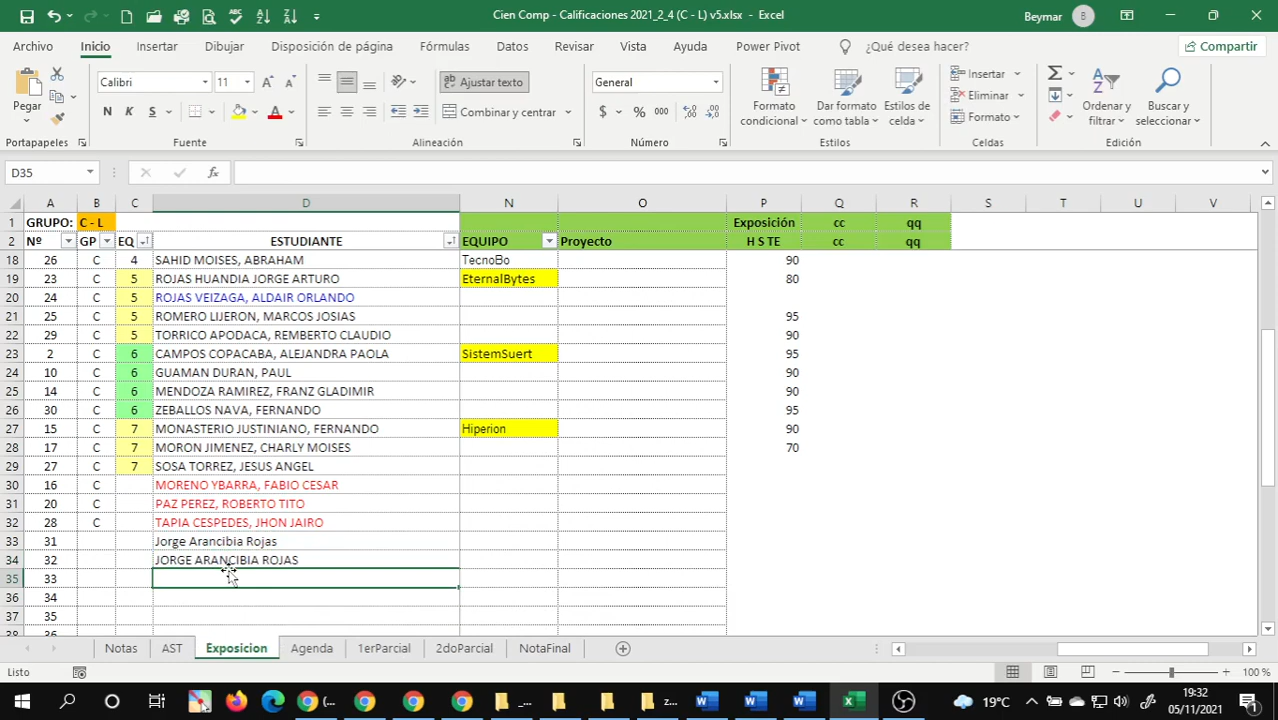 Cien Comp - Calificaciones 2021_2_4 (C - L) v5.xlsx - Excel
Beymar B
Archivo Inicio Insertar Dibujar Disposición de página Fórmulas Datos Revisar Vista Ayuda Power Pivot ¿Qué desea hacer? Compartir
Pegar Calibri 11 Ajustar texto General Insertar
N K S Combinar y centrar Formato condicional Dar formato como tabla Estilos de celda Eliminar Formato Ordenar y filtrar Buscar y seleccionar
Portapapeles Fuente Alineación Número Estilos Celdas Edición
D35 fx
A B C D N O P Q R S T U V
1 GRUPO: C - L Exposición cc qq
2 Nº GP EQ ESTUDIANTE EQUIPO Proyecto H S TE cc qq
18 26 C 4 SAHID MOISES, ABRAHAM TecnoBo 90
19 23 C 5 ROJAS HUANDIA JORGE ARTURO EternalBytes 80
20 24 C 5 ROJAS VEIZAGA, ALDAIR ORLANDO
21 25 C 5 ROMERO LIJERON, MARCOS JOSIAS 95
22 29 C 5 TORRICO APODACA, REMBERTO CLAUDIO 90
23 2 C 6 CAMPOS COPACABA, ALEJANDRA PAOLA SistemSuert 95
24 10 C 6 GUAMAN DURAN, PAUL 90
25 14 C 6 MENDOZA RAMIREZ, FRANZ GLADIMIR 90
26 30 C 6 ZEBALLOS NAVA, FERNANDO 95
27 15 C 7 MONASTERIO JUSTINIANO, FERNANDO Hiperion 90
28 17 C 7 MORON JIMENEZ, CHARLY MOISES 70
29 27 C 7 SOSA TORREZ, JESUS ANGEL
30 16 C MORENO YBARRA, FABIO CESAR
31 20 C PAZ PEREZ, ROBERTO TITO
32 28 C TAPIA CESPEDES, JHON JAIRO
33 31 Jorge Arancibia Rojas
34 32 JORGE ARANCIBIA ROJAS
35 33
36 34
37 35
38 36
Notas AST Exposicion Agenda 1erParcial 2doParcial NotaFinal
Listo 100 %
(... _... z... 19°C 19:32
05/11/2021 1